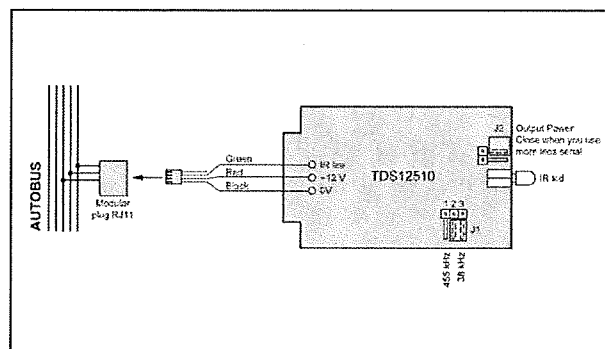 AUTOBUS
Modular
plug RJ11
Green
Red
Black
IR line
+12 V
0V
TDS12510
J2
Output Power
Close when you use
more leds serial
IR led
1 2 3
J1
455 kHz
38 kHz